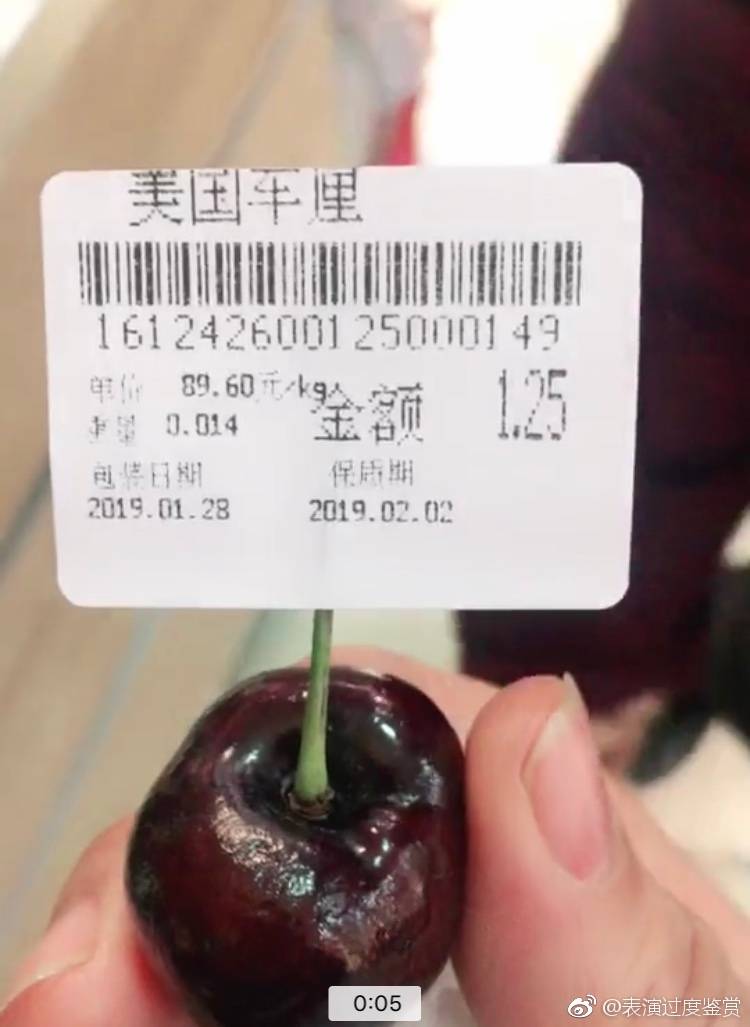 美国车厘
161242600125000149
单价 89.60元/kg
重量 0.014 金额 1.25
包装日期 保质期
2019.01.28 2019.02.02
0:05
@表演过度鉴赏